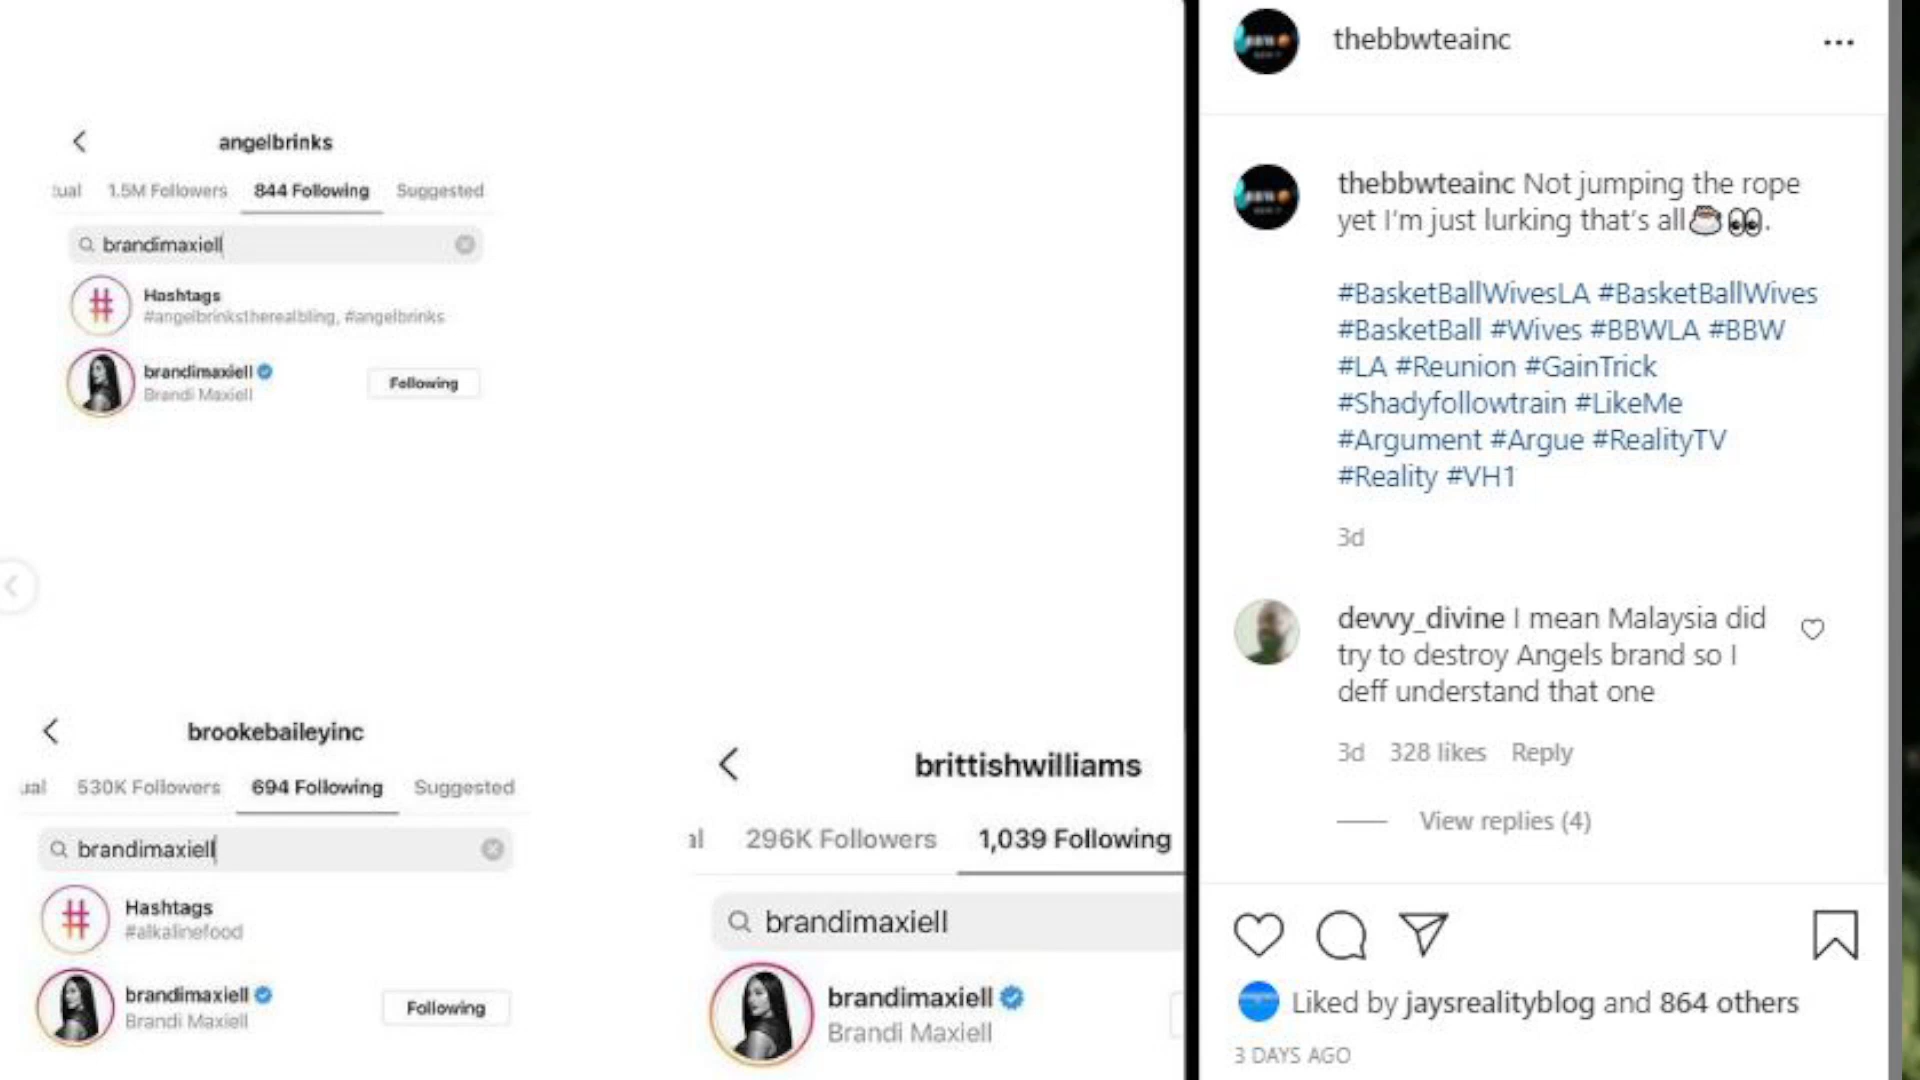 angelbrinks
1.5M Followers 844 Following Suggested
brandimaxiell
Hashtags
#angelbrinkstherealbling, #angelbrinks
brandimaxiell
Brandi Maxiell
Following
brookebaileyinc
530K Followers 694 Following Suggested
brandimaxiell
Hashtags
#alkalinefood
brandimaxiell
Brandi Maxiell
Following
brittishwilliams
296K Followers 1,039 Following
brandimaxiell
brandimaxiell
Brandi Maxiell
thebbwteainc
thebbwteainc Not jumping the rope
yet I'm just lurking that's all☕👀.
#BasketBallWivesLA #BasketBallWives
#BasketBall #Wives #BBWLA #BBW
#LA #Reunion #GainTrick
#Shadyfollowtrain #LikeMe
#Argument #Argue #RealityTV
#Reality #VH1
3d
devvy_divine I mean Malaysia did
try to destroy Angels brand so I
deff understand that one
3d 328 likes Reply
View replies (4)
Liked by jaysrealityblog and 864 others
3 DAYS AGO